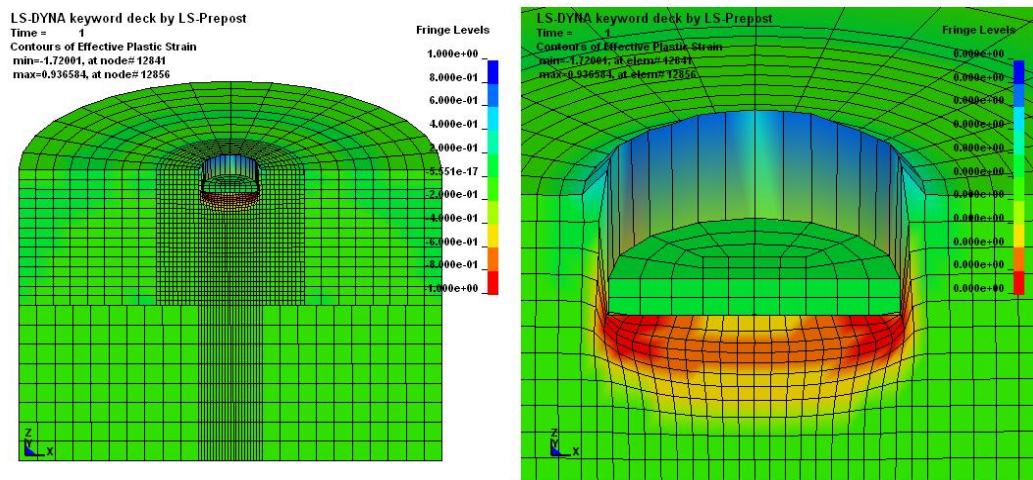 LS-DYNA keyword deck by LS-Prepost
Time = 1
Contours of Effective Plastic Strain
min=-1.72001, at node# 12841
max=0.936584, at node# 12856
Fringe Levels
1.000e+00
8.000e-01
6.000e-01
4.000e-01
2.000e-01
-5.551e-17
-2.000e-01
-4.000e-01
-6.000e-01
-8.000e-01
-1.000e+00
Z
Y
X
LS-DYNA keyword deck by LS-Prepost
Time = 1
Contours of Effective Plastic Strain
min=-1.72001, at elem# 12841
max=0.936584, at elem# 12856
Fringe Levels
0.000e+00
0.000e+00
0.000e+00
0.000e+00
0.000e+00
0.000e+00
0.000e+00
0.000e+00
0.000e+00
0.000e+00
0.000e+00
Z
Y
X